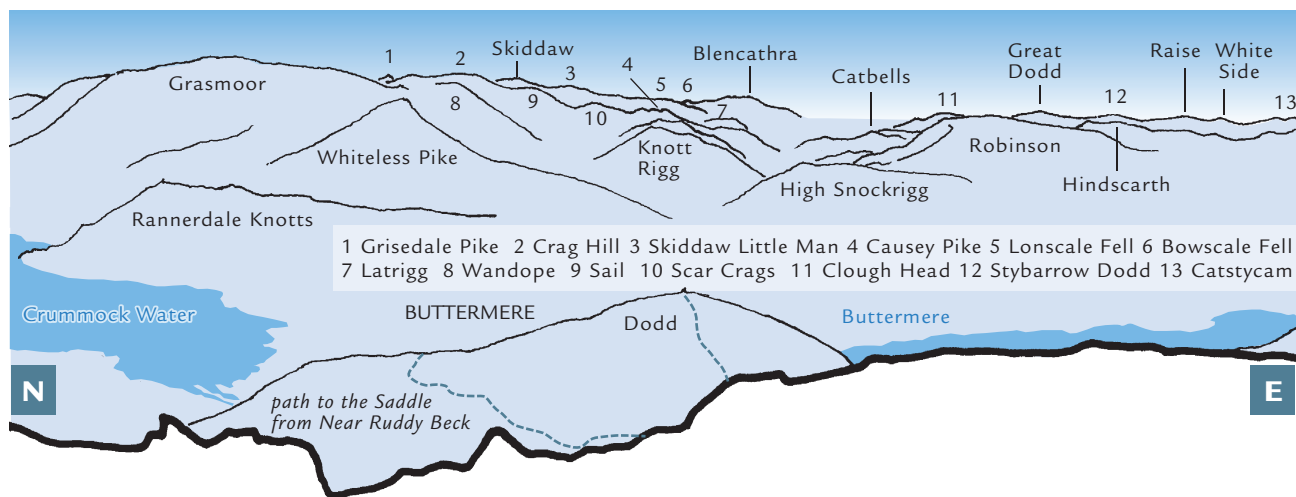 1
2
Skiddaw
3
4
5
6
Blencathra
Catbells
Great
Dodd
Raise
White
Side
Grasmoor
8
9
10
7
11
12
13
Whiteless Pike
Knott
Rigg
Robinson
High Snockrigg
Hindscarth
Rannerdale Knotts
1 Grisedale Pike 2 Crag Hill 3 Skiddaw Little Man 4 Causey Pike 5 Lonscale Fell 6 Bowscale Fell
7 Latrigg 8 Wandope 9 Sail 10 Scar Crags 11 Clough Head 12 Stybarrow Dodd 13 Catstycam
Crummock Water
BUTTERMERE
Dodd
Buttermere
N
E
path to the Saddle
from Near Ruddy Beck